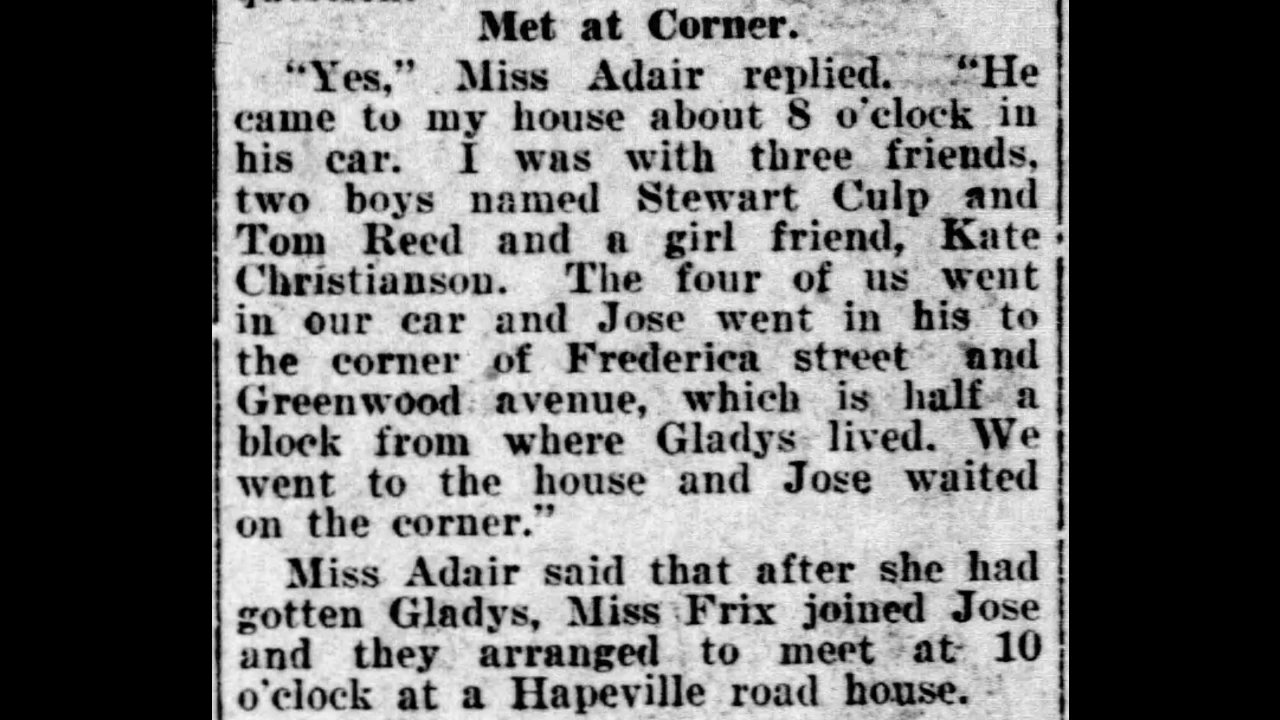 Met at Corner.
"Yes," Miss Adair replied. "He
came to my house about 8 o'clock in
his car. I was with three friends,
two boys named Stewart Culp and
Tom Reed and a girl friend, Kate
Christianson. The four of us went
in our car and Jose went in his to
the corner of Frederica street and
Greenwood avenue, which is half a
block from where Gladys lived. We
went to the house and Jose waited
on the corner."
Miss Adair said that after she had
gotten Gladys, Miss Frix joined Jose
and they arranged to meet at 10
o'clock at a Hapeville road house.